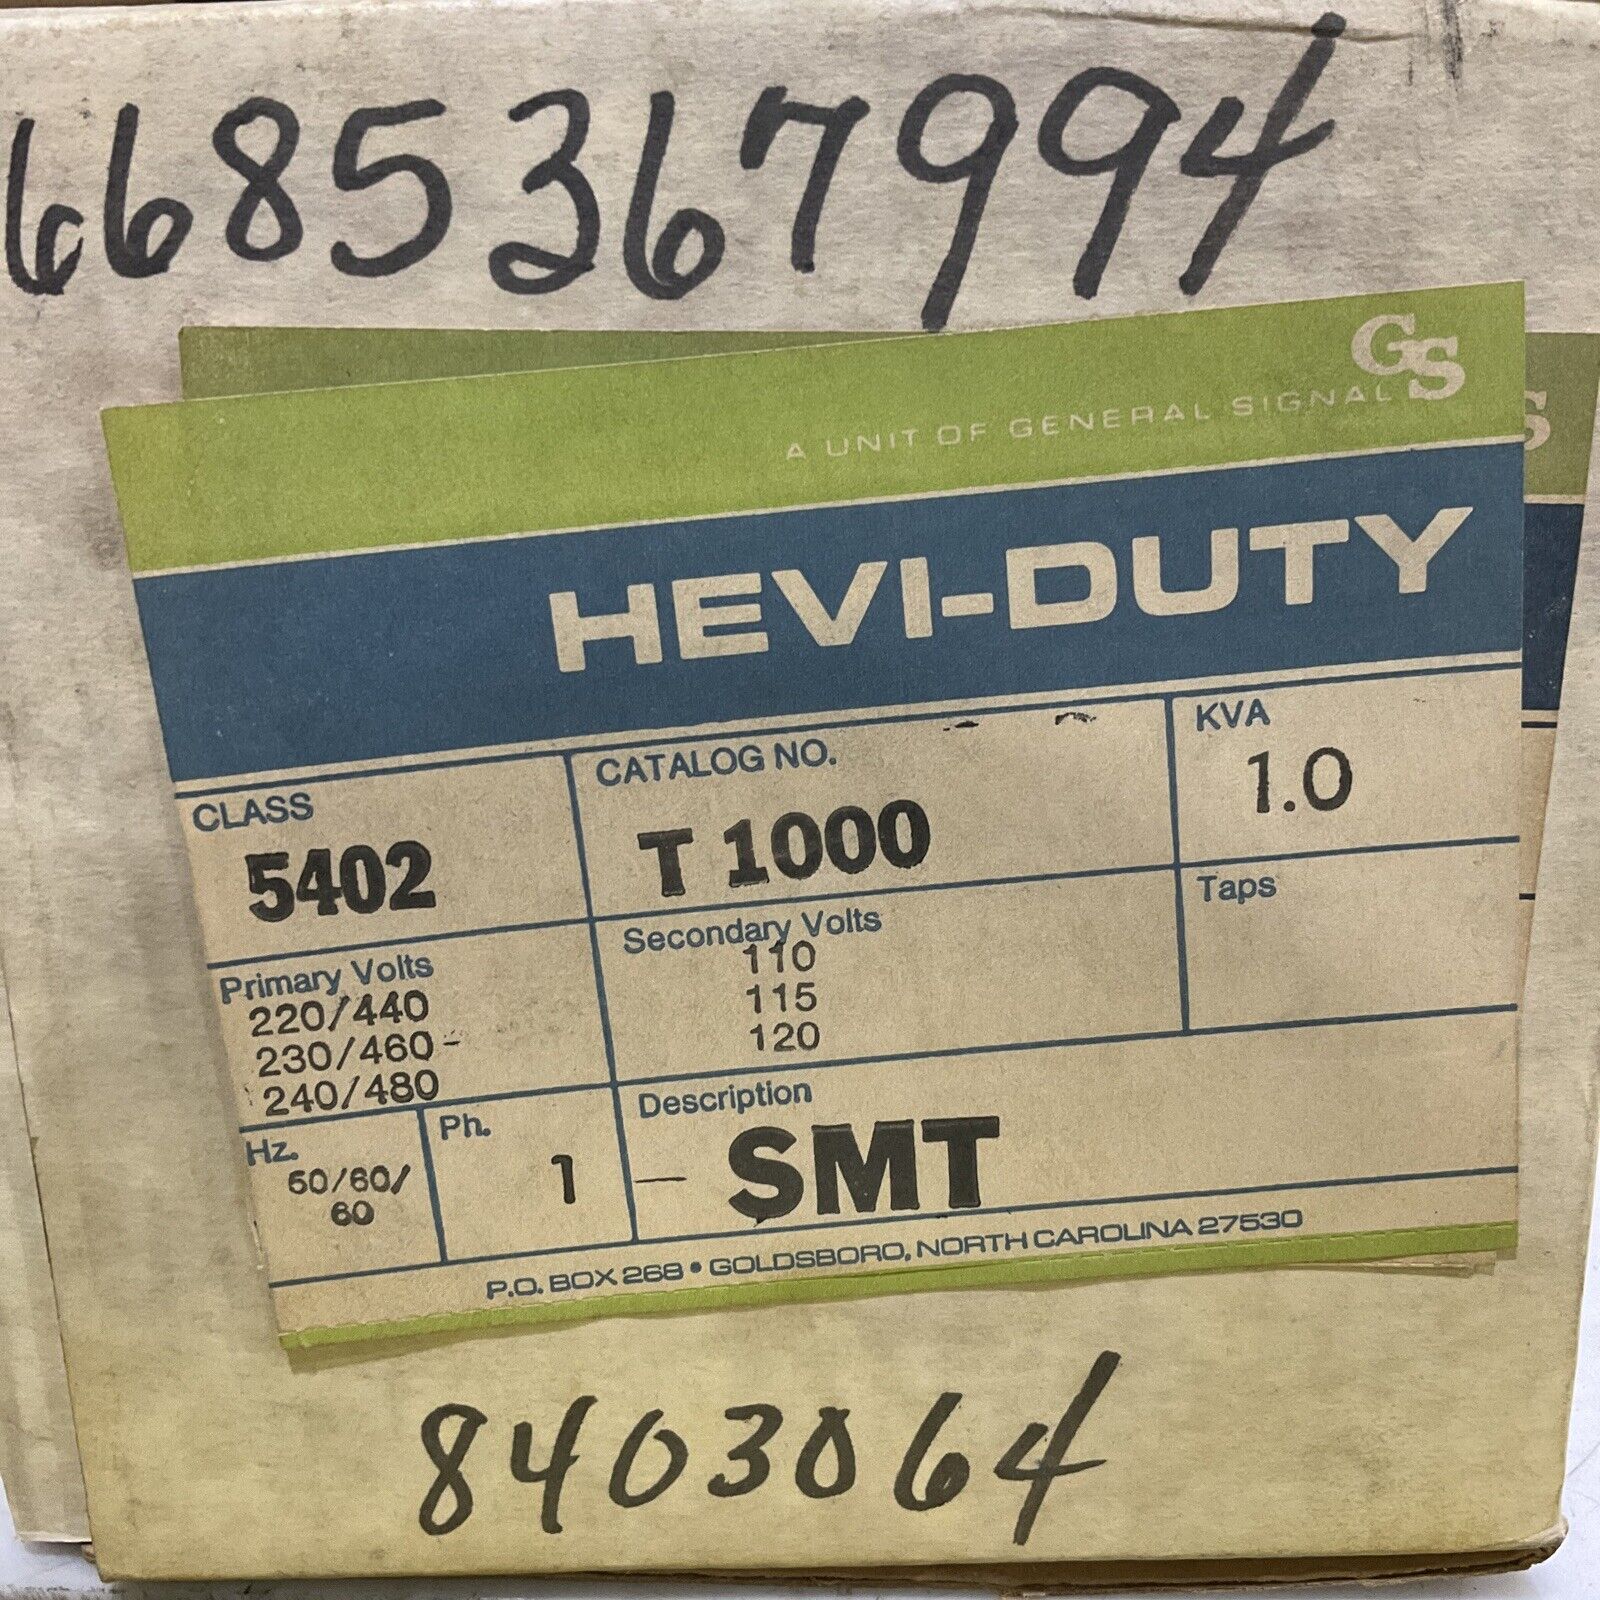 6685367994
GS
A UNIT OF GENERAL SIGNAL
S
HEVI-DUTY
CLASS
5402
CATALOG NO.
T 1000
KVA
1.0
Primary Volts
220/440
230/460-
240/480
Secondary Volts
110
115
120
Taps
Hz.
50/60/
60
Ph.
1
Description
— SMT
P.O. BOX 268 • GOLDSBORO, NORTH CAROLINA 27530
8403064